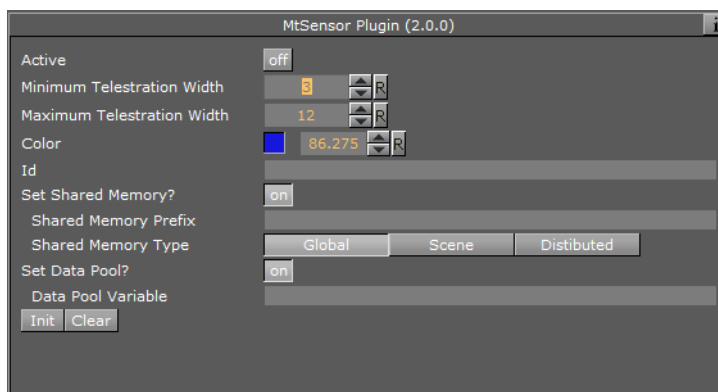 MtSensor Plugin (2.0.0) i
Active off
Minimum Telestration Width 3 R
Maximum Telestration Width 12 R
Color 86.275 R
Id
Set Shared Memory? on
Shared Memory Prefix
Shared Memory Type Global Scene Distibuted
Set Data Pool? on
Data Pool Variable
Init Clear